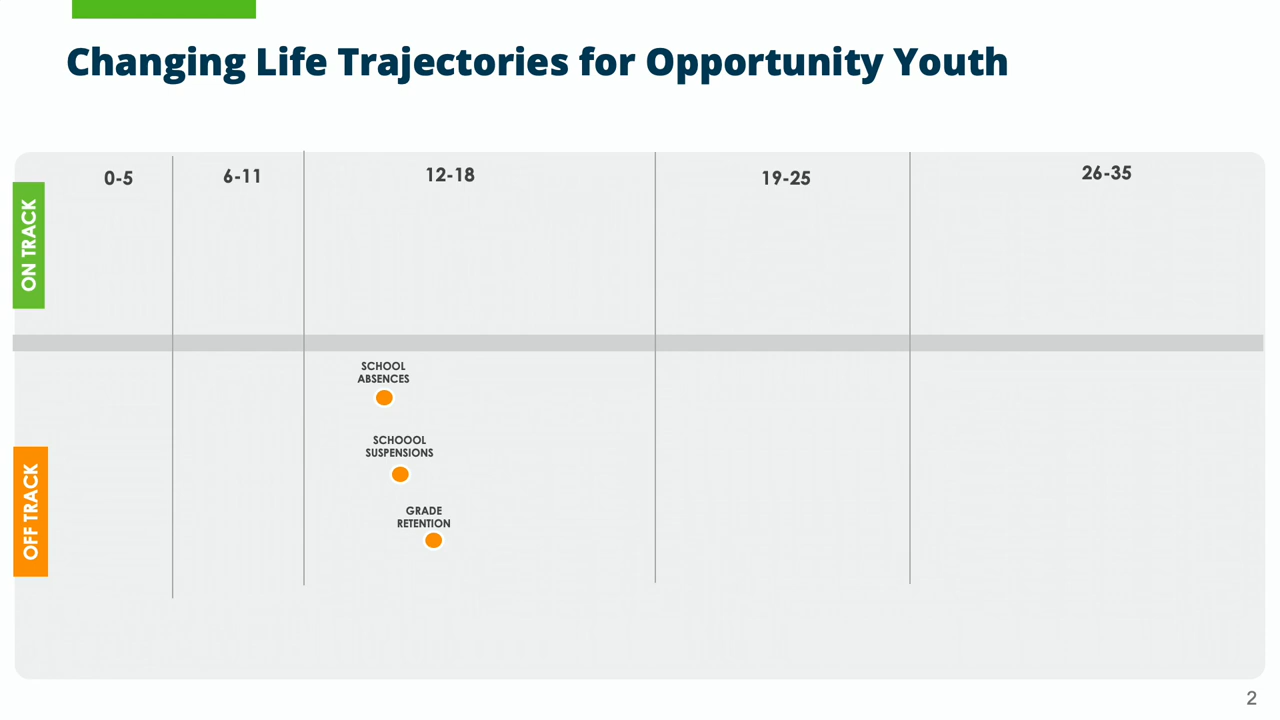 Changing Life Trajectories for Opportunity Youth
0-5
6-11
12-18
19-25
26-35
ON TRACK
SCHOOL
ABSENCES
SCHOOOL
SUSPENSIONS
GRADE
RETENTION
OFF TRACK
2